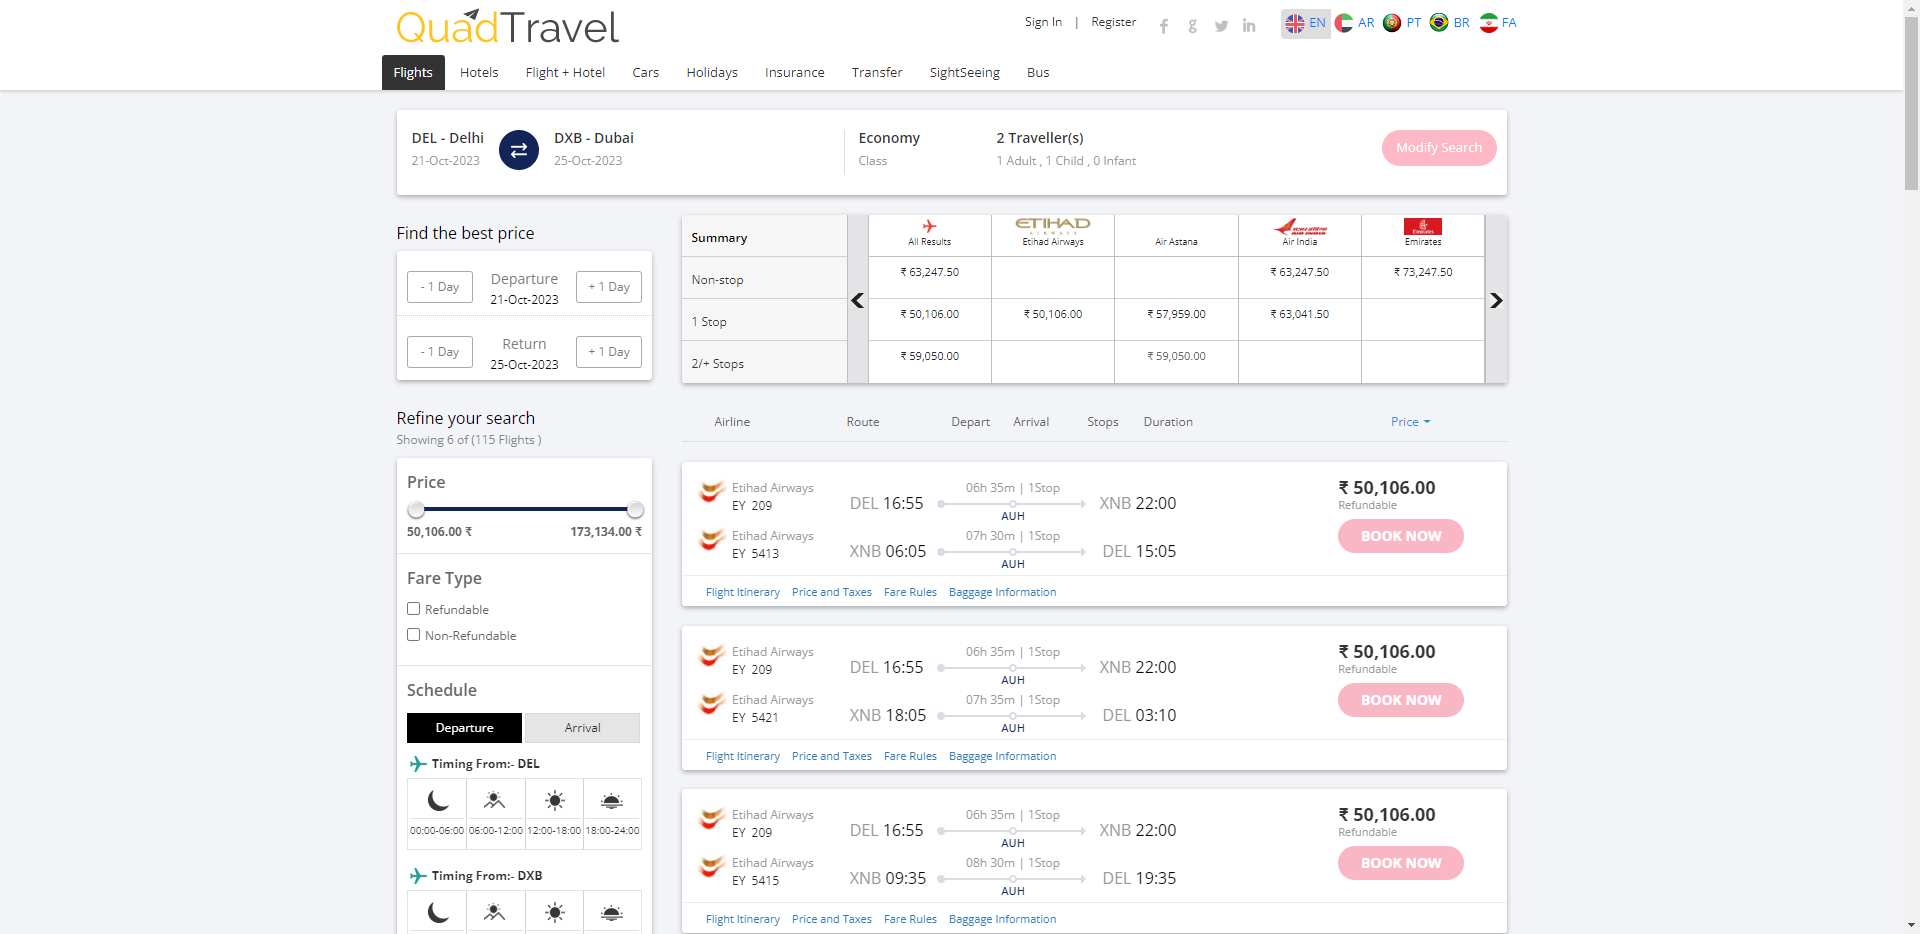 QuadTravel
Sign In | Register
EN AR PT BR FA
Flights Hotels Flight + Hotel Cars Holidays Insurance Transfer SightSeeing Bus
DEL - Delhi DXB - Dubai Economy 2 Traveller(s)
21-Oct-2023 25-Oct-2023 Class 1 Adult , 1 Child , 0 Infant
Modify Search
Find the best price
- 1 Day Departure + 1 Day
21-Oct-2023
- 1 Day Return + 1 Day
25-Oct-2023
Summary All Results Etihad Airways Air Astana Air India Emirates
Non-stop ₹ 63,247.50 ₹ 63,247.50 ₹ 73,247.50
1 Stop ₹ 50,106.00 ₹ 50,106.00 ₹ 57,959.00 ₹ 63,041.50
2/+ Stops ₹ 59,050.00 ₹ 59,050.00
Refine your search
Showing 6 of (115 Flights )
Price
50,106.00 ₹ 173,134.00 ₹
Fare Type
Refundable
Non-Refundable
Schedule
Departure Arrival
Timing From:- DEL
00:00-06:00 06:00-12:00 12:00-18:00 18:00-24:00
Timing From:- DXB
Airline Route Depart Arrival Stops Duration Price
Etihad Airways
EY 209
DEL 16:55 06h 35m | 1Stop XNB 22:00
AUH
Etihad Airways
EY 5413
XNB 06:05 07h 30m | 1Stop DEL 15:05
AUH
₹ 50,106.00
Refundable
BOOK NOW
Flight Itinerary Price and Taxes Fare Rules Baggage Information
Etihad Airways
EY 209
DEL 16:55 06h 35m | 1Stop XNB 22:00
AUH
Etihad Airways
EY 5421
XNB 18:05 07h 35m | 1Stop DEL 03:10
AUH
₹ 50,106.00
Refundable
BOOK NOW
Flight Itinerary Price and Taxes Fare Rules Baggage Information
Etihad Airways
EY 209
DEL 16:55 06h 35m | 1Stop XNB 22:00
AUH
Etihad Airways
EY 5415
XNB 09:35 08h 30m | 1Stop DEL 19:35
AUH
₹ 50,106.00
Refundable
BOOK NOW
Flight Itinerary Price and Taxes Fare Rules Baggage Information